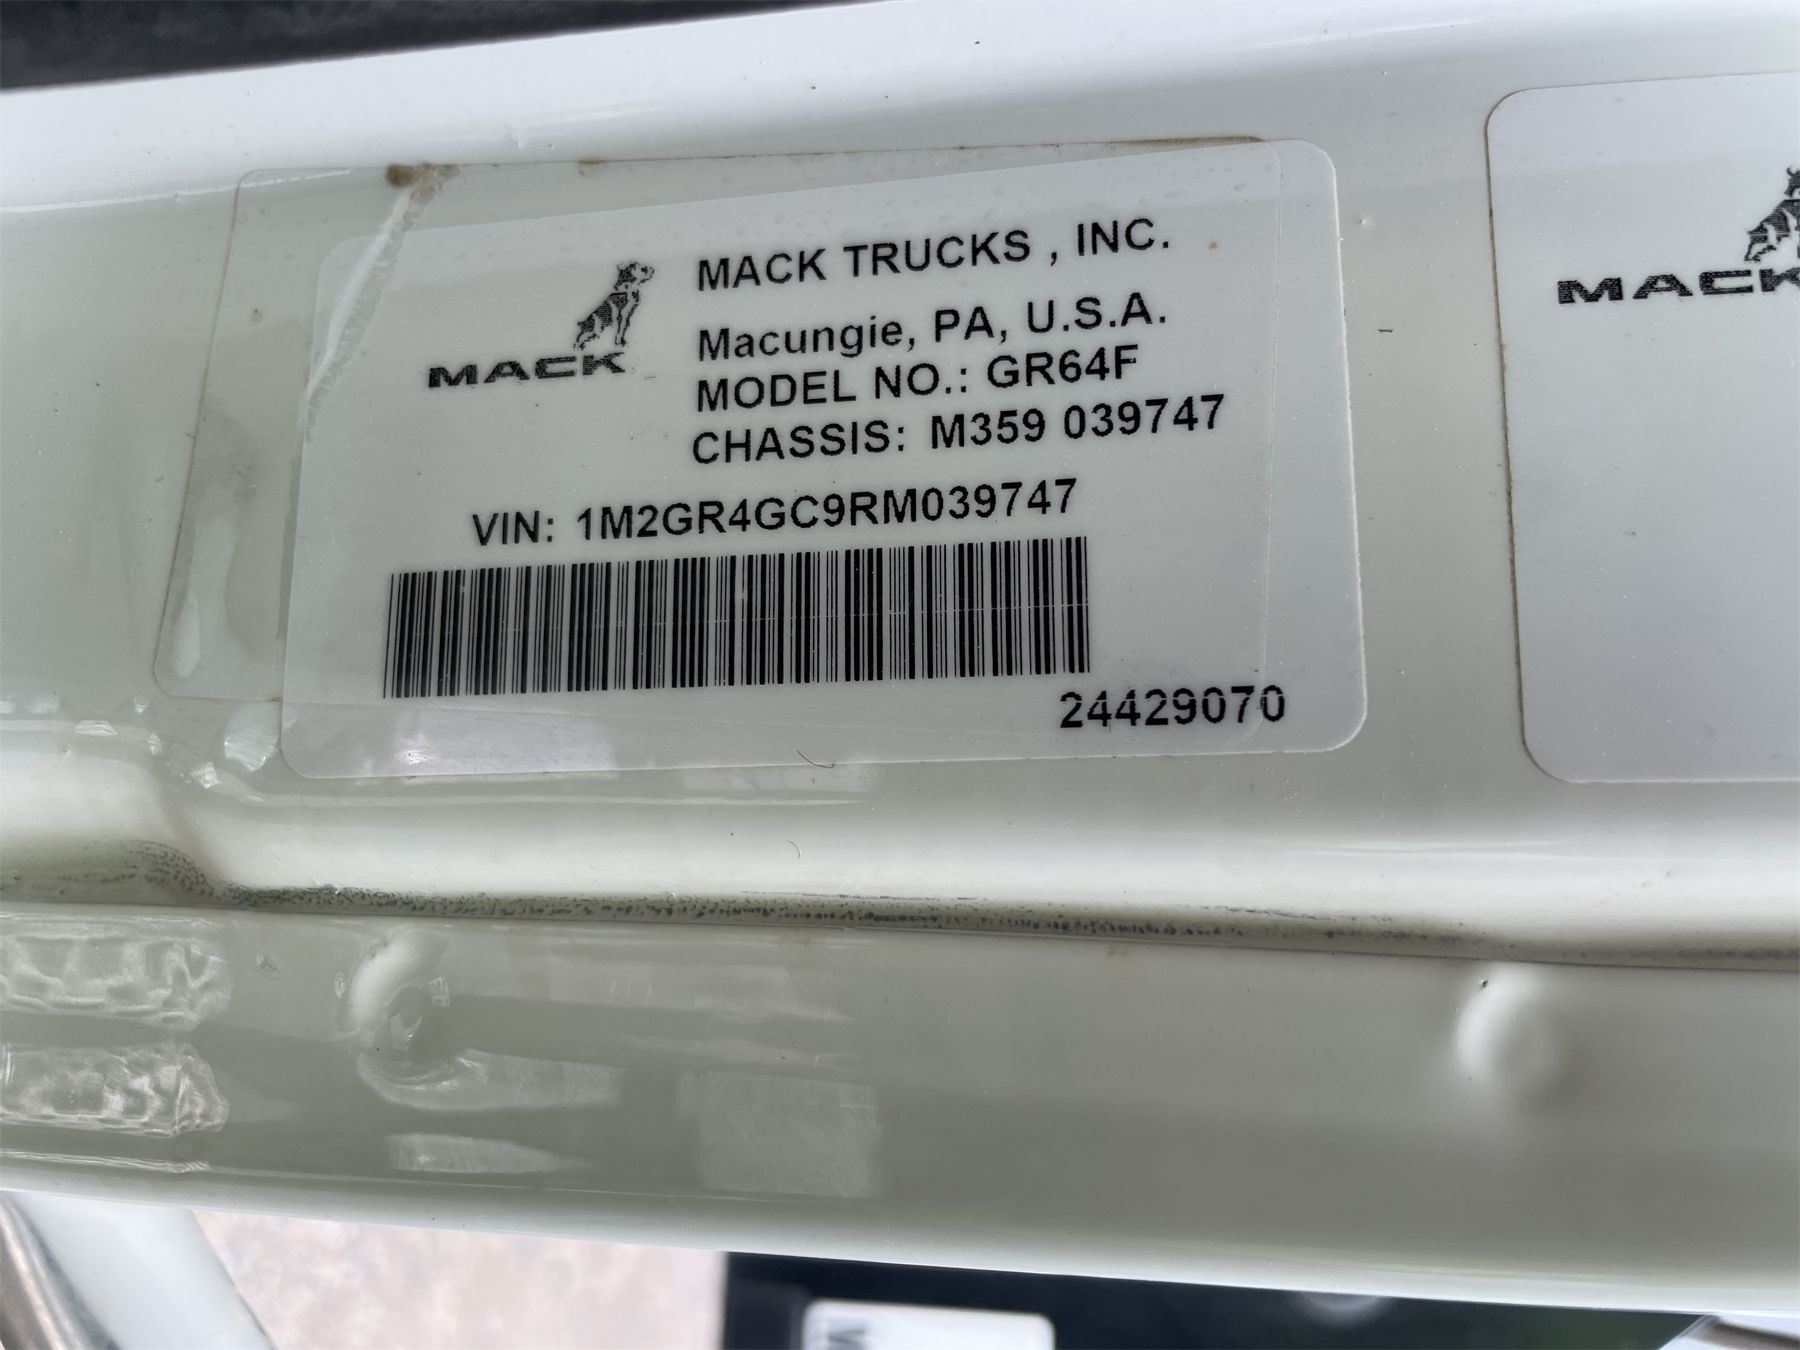 MACK TRUCKS , INC.
MACK
Macungie, PA, U.S.A.
MODEL NO.: GR64F
CHASSIS: M359 039747
VIN: 1M2GR4GC9RM039747
24429070
MACK